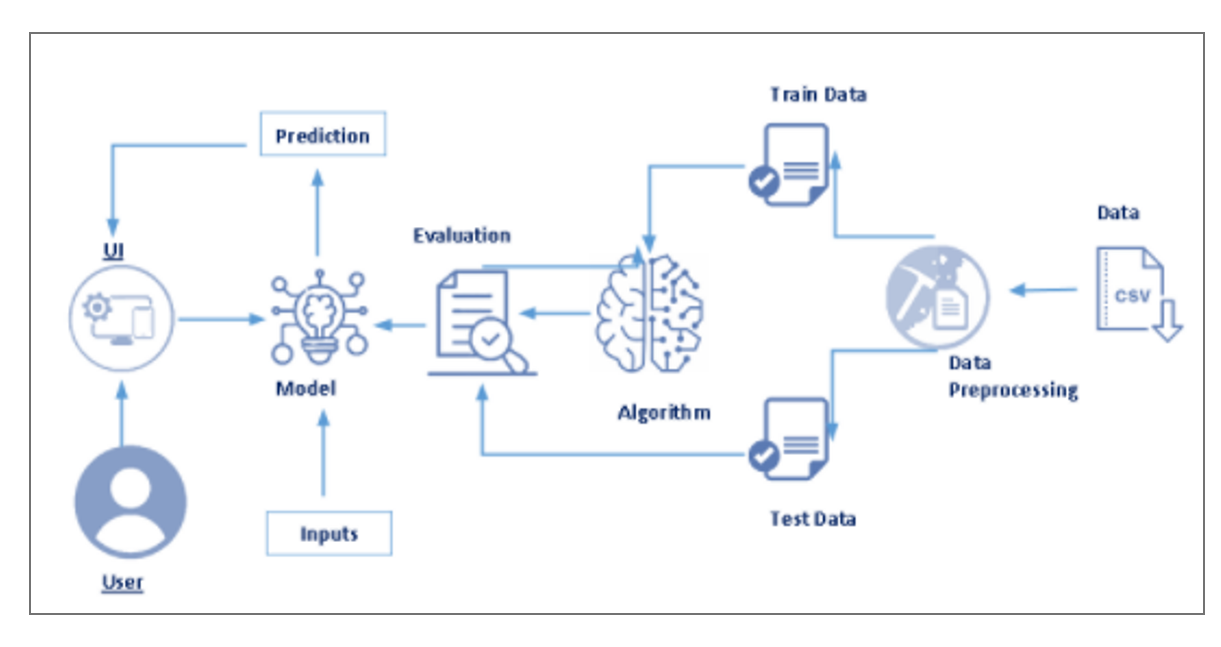 Train Data
Prediction
Data
Evaluation
UI
CSV
Data
Preprocessing
Model
Algorithm
Test Data
Inputs
User